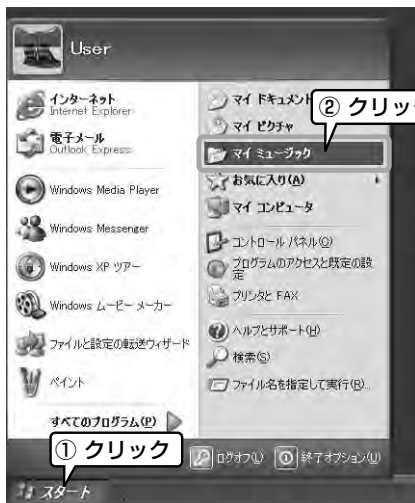 User
インターネット
Internet Explorer
電子メール
Outlook Express
Windows Media Player
Windows Messenger
Windows XP ツアー
Windows ムービー メーカー
ファイルと設定の転送ウィザード
ペイント
すべてのプログラム(P)
マイ ドキュメント
② クリック
マイ ピクチャ
マイ ミュージック
お気に入り(A)
マイ コンピュータ
コントロール パネル(C)
プログラムのアクセスと既定の設
定
プリンタと FAX
ヘルプとサポート(H)
検索(S)
ファイル名を指定して実行(R)...
① クリック
ログオフ(L)
終了オプション(U)
スタート